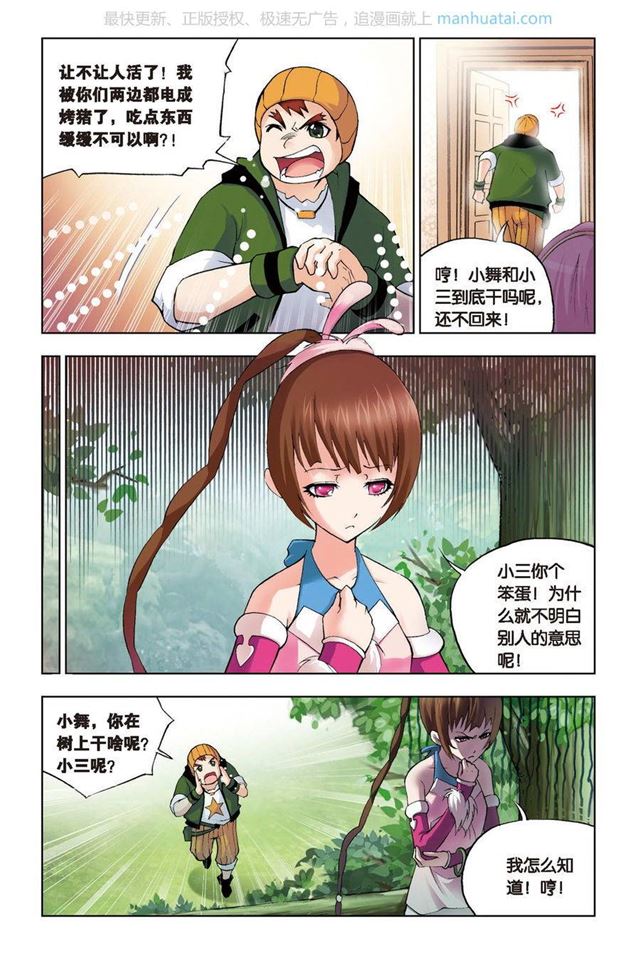 最快更新、正版授权、极速无广告，追漫画就上 manhuatai.com
让不让人活了！我
被你们两边都电成
烤猪了，吃点东西
缓缓不可以啊?！
哼！小舞和小
三到底干吗呢，
还不回来！
小三你个
笨蛋！为什
么就不明白
别人的意思
呢！
小舞，你在
树上干啥呢?
小三呢?
我怎么知
道！哼！